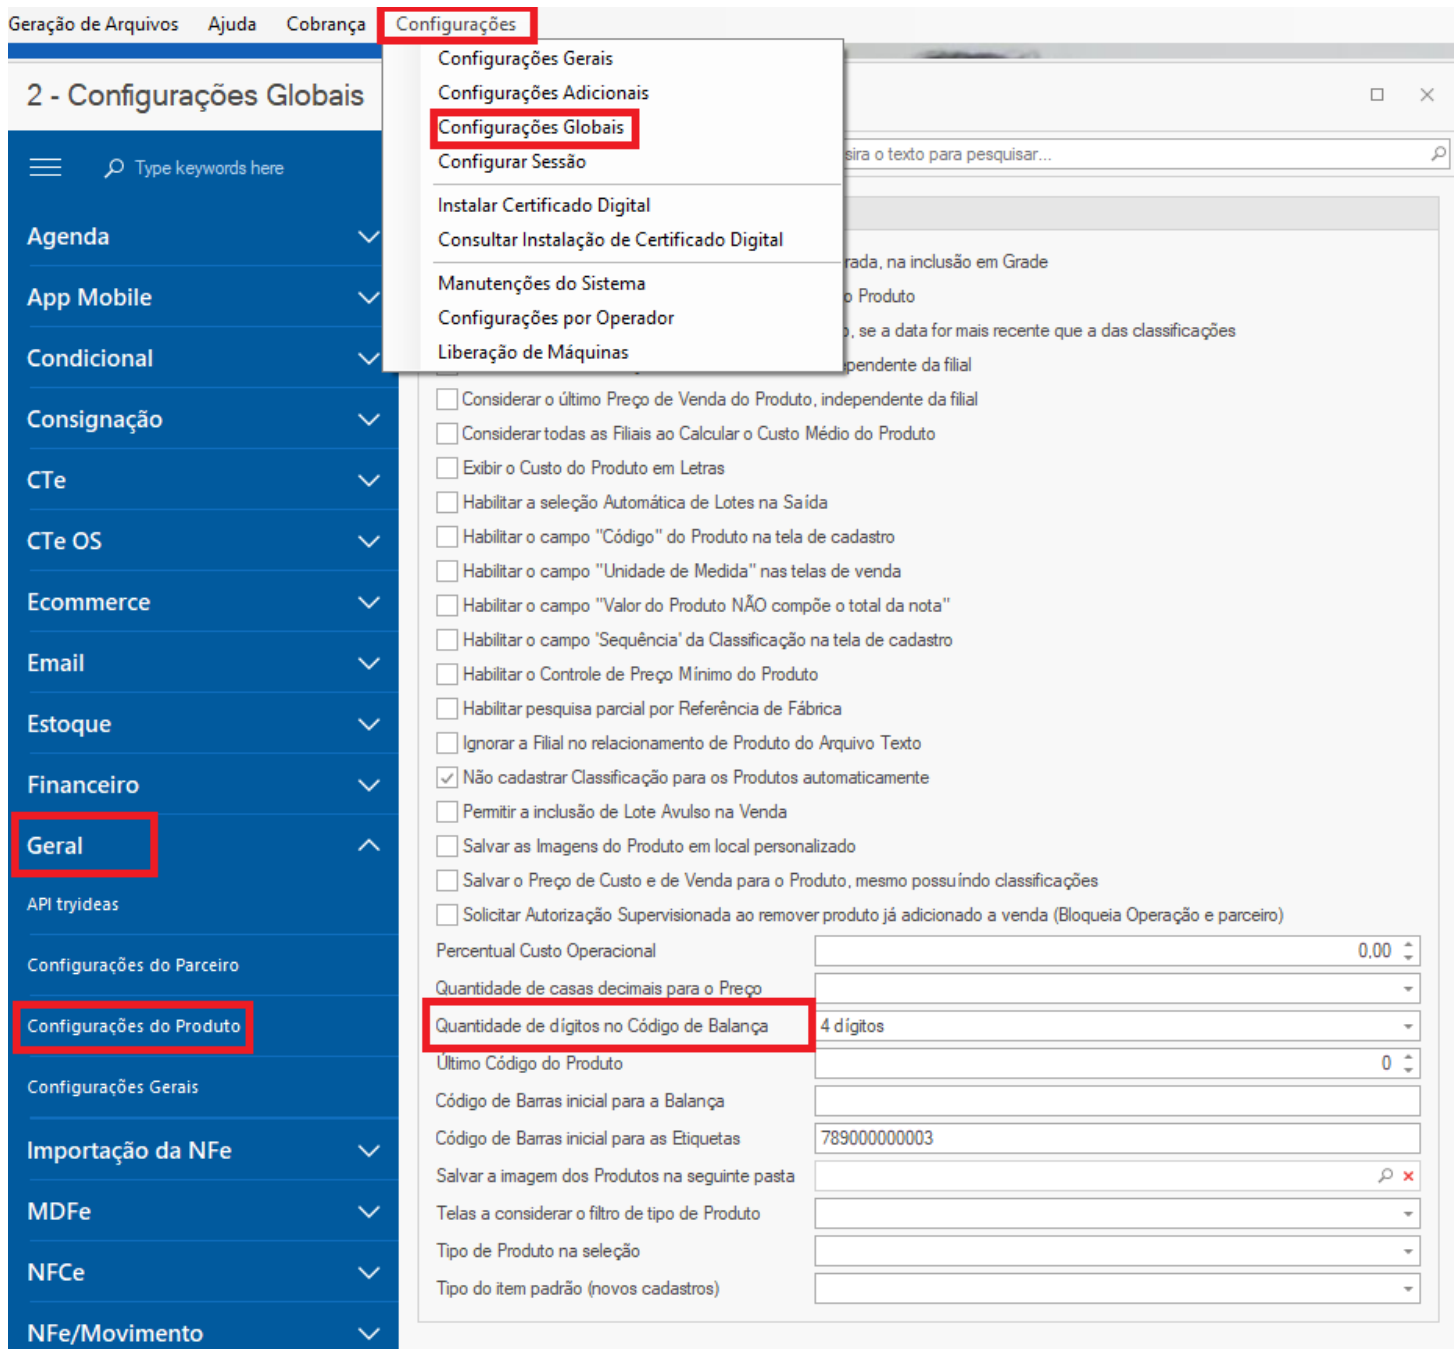 Geração de Arquivos Ajuda Cobrança Configurações
Configurações Gerais
Configurações Adicionais
Configurações Globais
Configurar Sessão
Instalar Certificado Digital
Consultar Instalação de Certificado Digital
Manutenções do Sistema
Configurações por Operador
Liberação de Máquinas
2 - Configurações Globais
Type keywords here
Agenda
App Mobile
Condicional
Consignação
CTe
CTe OS
Ecommerce
Email
Estoque
Financeiro
Geral
API tryideas
Configurações do Parceiro
Configurações do Produto
Configurações Gerais
Importação da NFe
MDFe
NFCe
NFe/Movimento
sira o texto para pesquisar...
rada, na inclusão em Grade
o Produto
, se a data for mais recente que a das classificações
pendente da filial
Considerar o último Preço de Venda do Produto, independente da filial
Considerar todas as Filiais ao Calcular o Custo Médio do Produto
Exibir o Custo do Produto em Letras
Habilitar a seleção Automática de Lotes na Saída
Habilitar o campo "Código" do Produto na tela de cadastro
Habilitar o campo "Unidade de Medida" nas telas de venda
Habilitar o campo "Valor do Produto NÃO compõe o total da nota"
Habilitar o campo 'Sequência' da Classificação na tela de cadastro
Habilitar o Controle de Preço Mínimo do Produto
Habilitar pesquisa parcial por Referência de Fábrica
Ignorar a Filial no relacionamento de Produto do Arquivo Texto
Não cadastrar Classificação para os Produtos automaticamente
Permitir a inclusão de Lote Avulso na Venda
Salvar as Imagens do Produto em local personalizado
Salvar o Preço de Custo e de Venda para o Produto, mesmo possuíndo classificações
Solicitar Autorização Supervisionada ao remover produto já adicionado a venda (Bloqueia Operação e parceiro)
Percentual Custo Operacional 0,00
Quantidade de casas decimais para o Preço
Quantidade de dígitos no Código de Balança 4 dígitos
Último Código do Produto 0
Código de Barras inicial para a Balança
Código de Barras inicial para as Etiquetas 789000000003
Salvar a imagem dos Produtos na seguinte pasta
Telas a considerar o filtro de tipo de Produto
Tipo de Produto na seleção
Tipo do item padrão (novos cadastros)